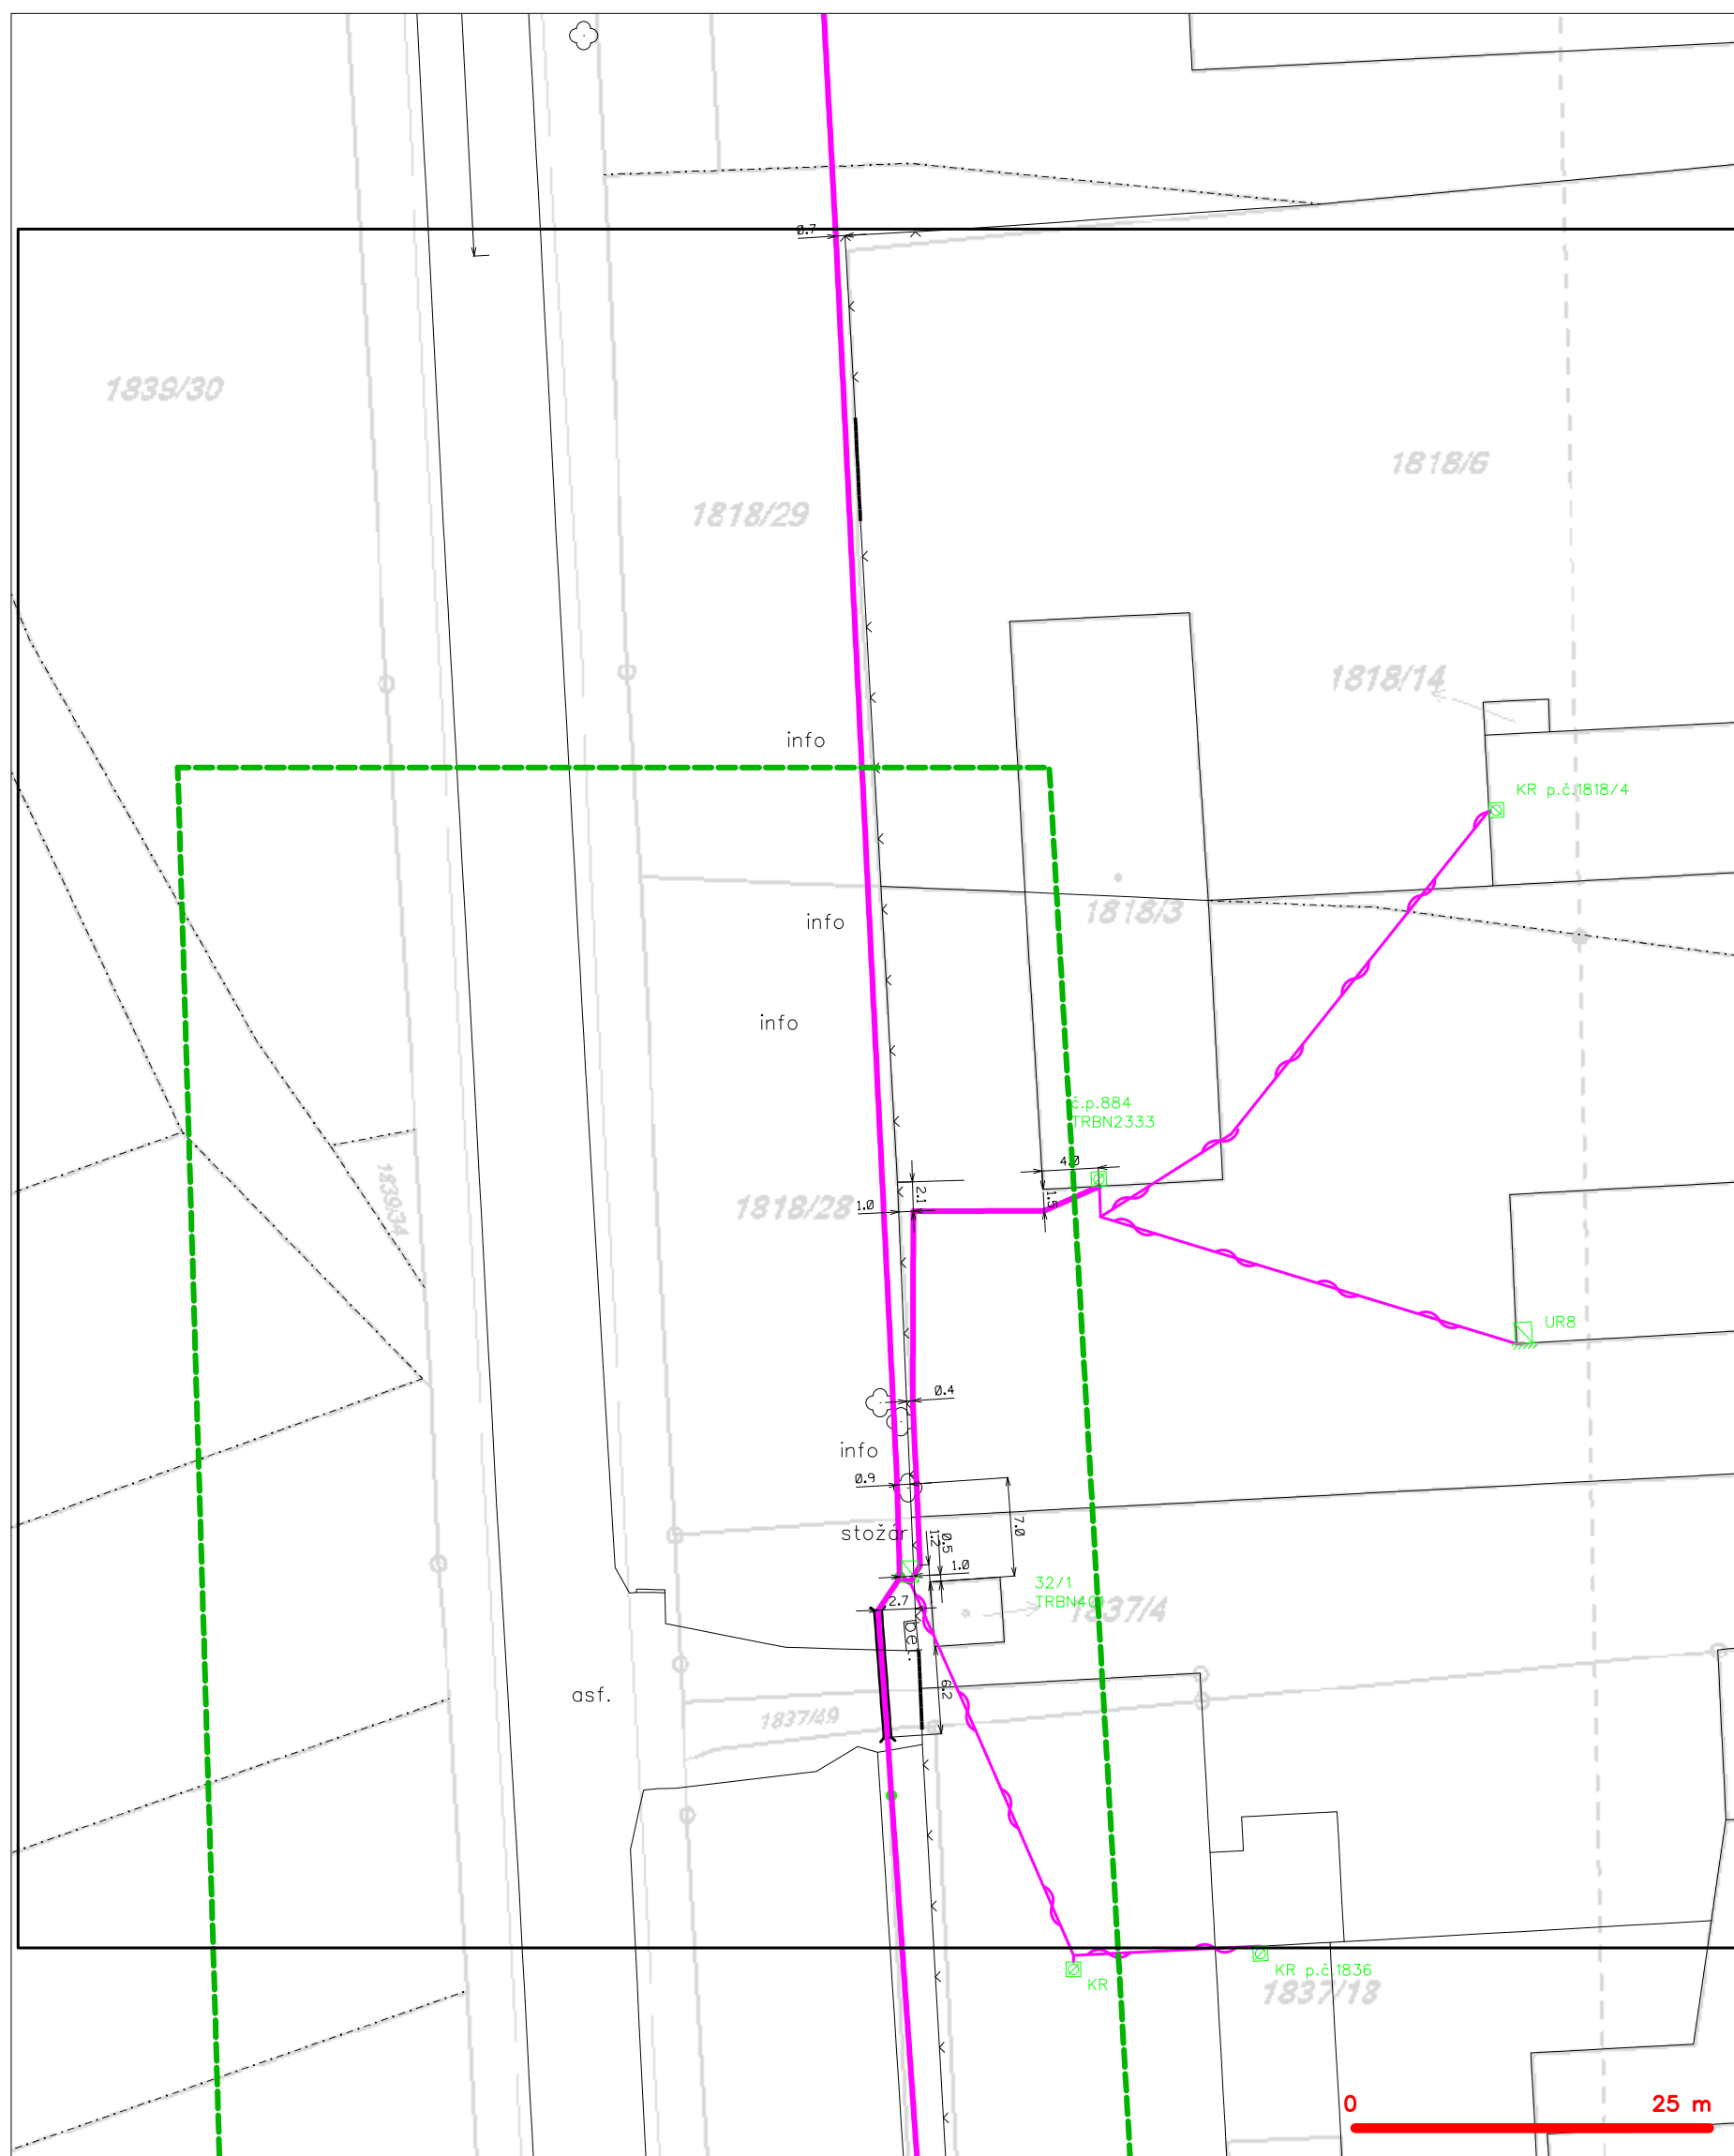 0.7
1839/30
1818/6
1818/29
1818/14
info
KR p.č.1818/4
info
1818/3
info
č.p.884
TRBN2333
4.0
1839/34
2.1
1.5
1818/28
1.0
UR8
0.4
info
0.9
7.0
stožár
1.2
0.5
1.0
32/1
TRBN401
1837/4
2.7
bet.
6.2
asf.
1837/49
KR p.č.1836
KR
1837/18
0
25 m